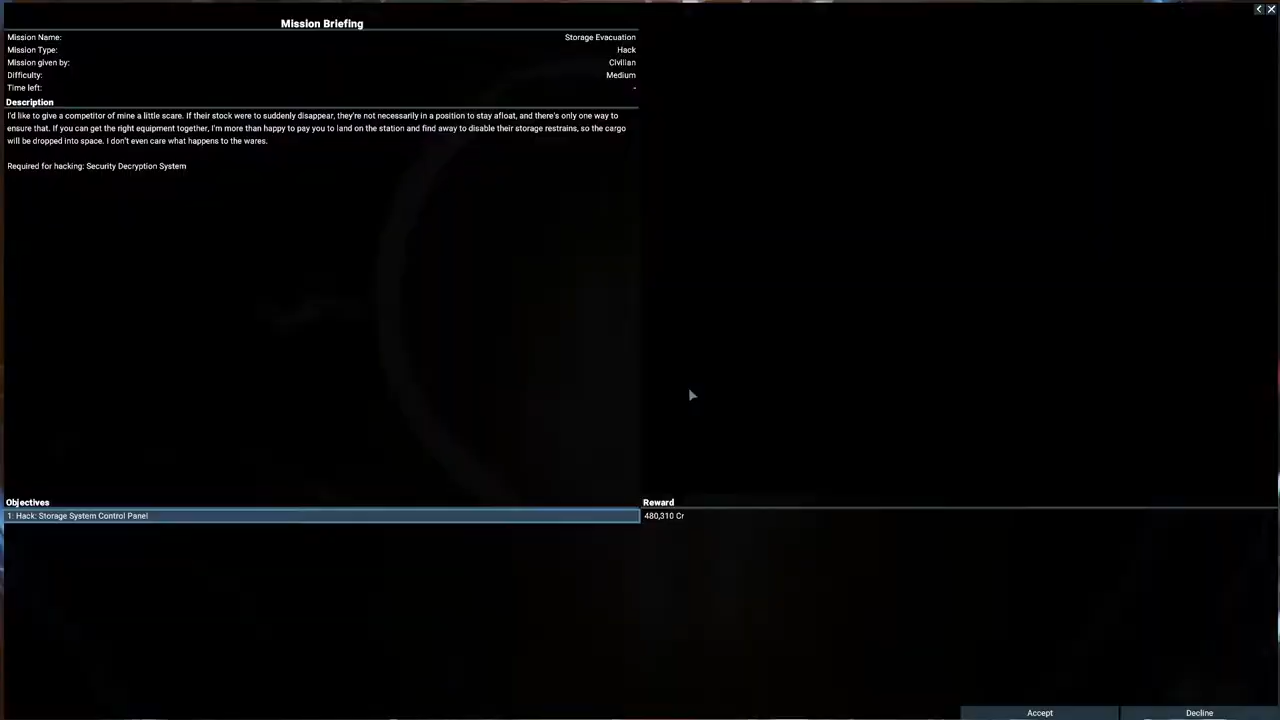 Mission Briefing
Mission Name: Storage Evacuation
Mission Type: Hack
Mission given by: Civilian
Difficulty: Medium
Time left: -
Description
I'd like to give a competitor of mine a little scare. If their stock were to suddenly disappear, they're not necessarily in a position to stay afloat, and there's only one way to
ensure that. If you can get the right equipment together, I'm more than happy to pay you to land on the station and find away to disable their storage restrains, so the cargo
will be dropped into space. I don't even care what happens to the wares.
Required for hacking: Security Decryption System
Objectives
1: Hack: Storage System Control Panel
Reward
480,310 Cr
Accept
Decline